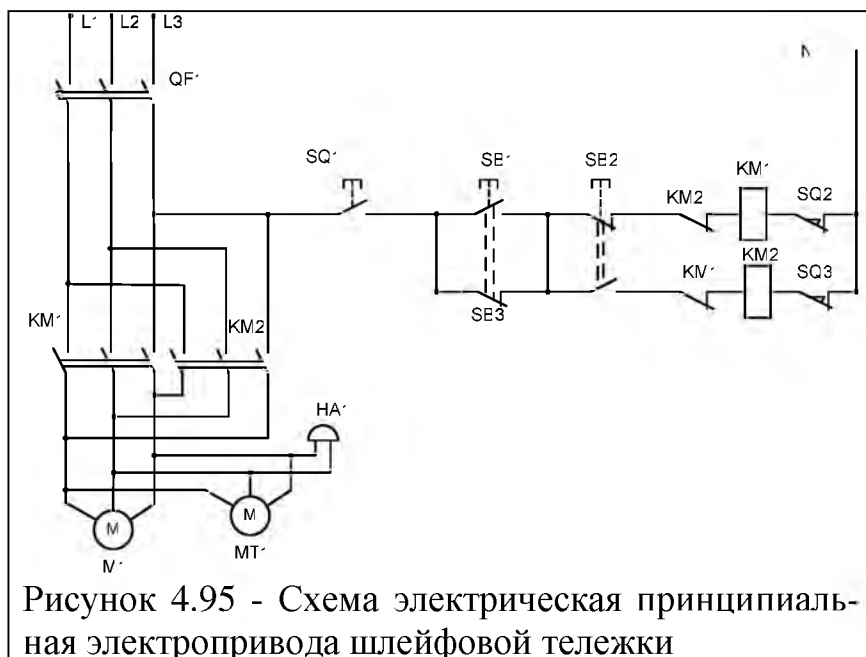 L1 L2 L3
N
QF1
SQ1 SB1 SB2 KM1
KM2 SQ2
KM2
KM1 SQ3
SB3
KM1 KM2
HA1
M M
M1 MT1
Рисунок 4.95 - Схема электрическая принципиаль-
ная электропривода шлейфовой тележки